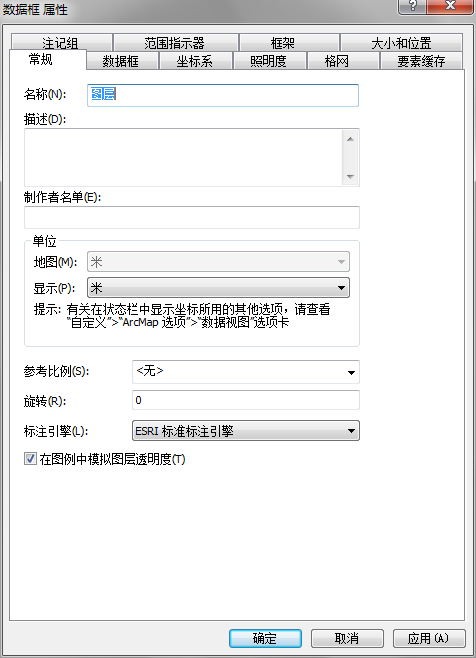 数据框 属性
注记组 范围指示器 框架 大小和位置
常规 数据框 坐标系 照明度 格网 要素缓存
名称(N): 图层
描述(D):
制作者名单(E):
单位
地图(M): 米
显示(P): 米
提示: 有关在状态栏中显示坐标所用的其他选项，请查看
"自定义">"ArcMap 选项">"数据视图"选项卡
参考比例(S): <无>
旋转(R): 0
标注引擎(L): ESRI 标准标注引擎
在图例中模拟图层透明度(T)
确定 取消 应用(A)